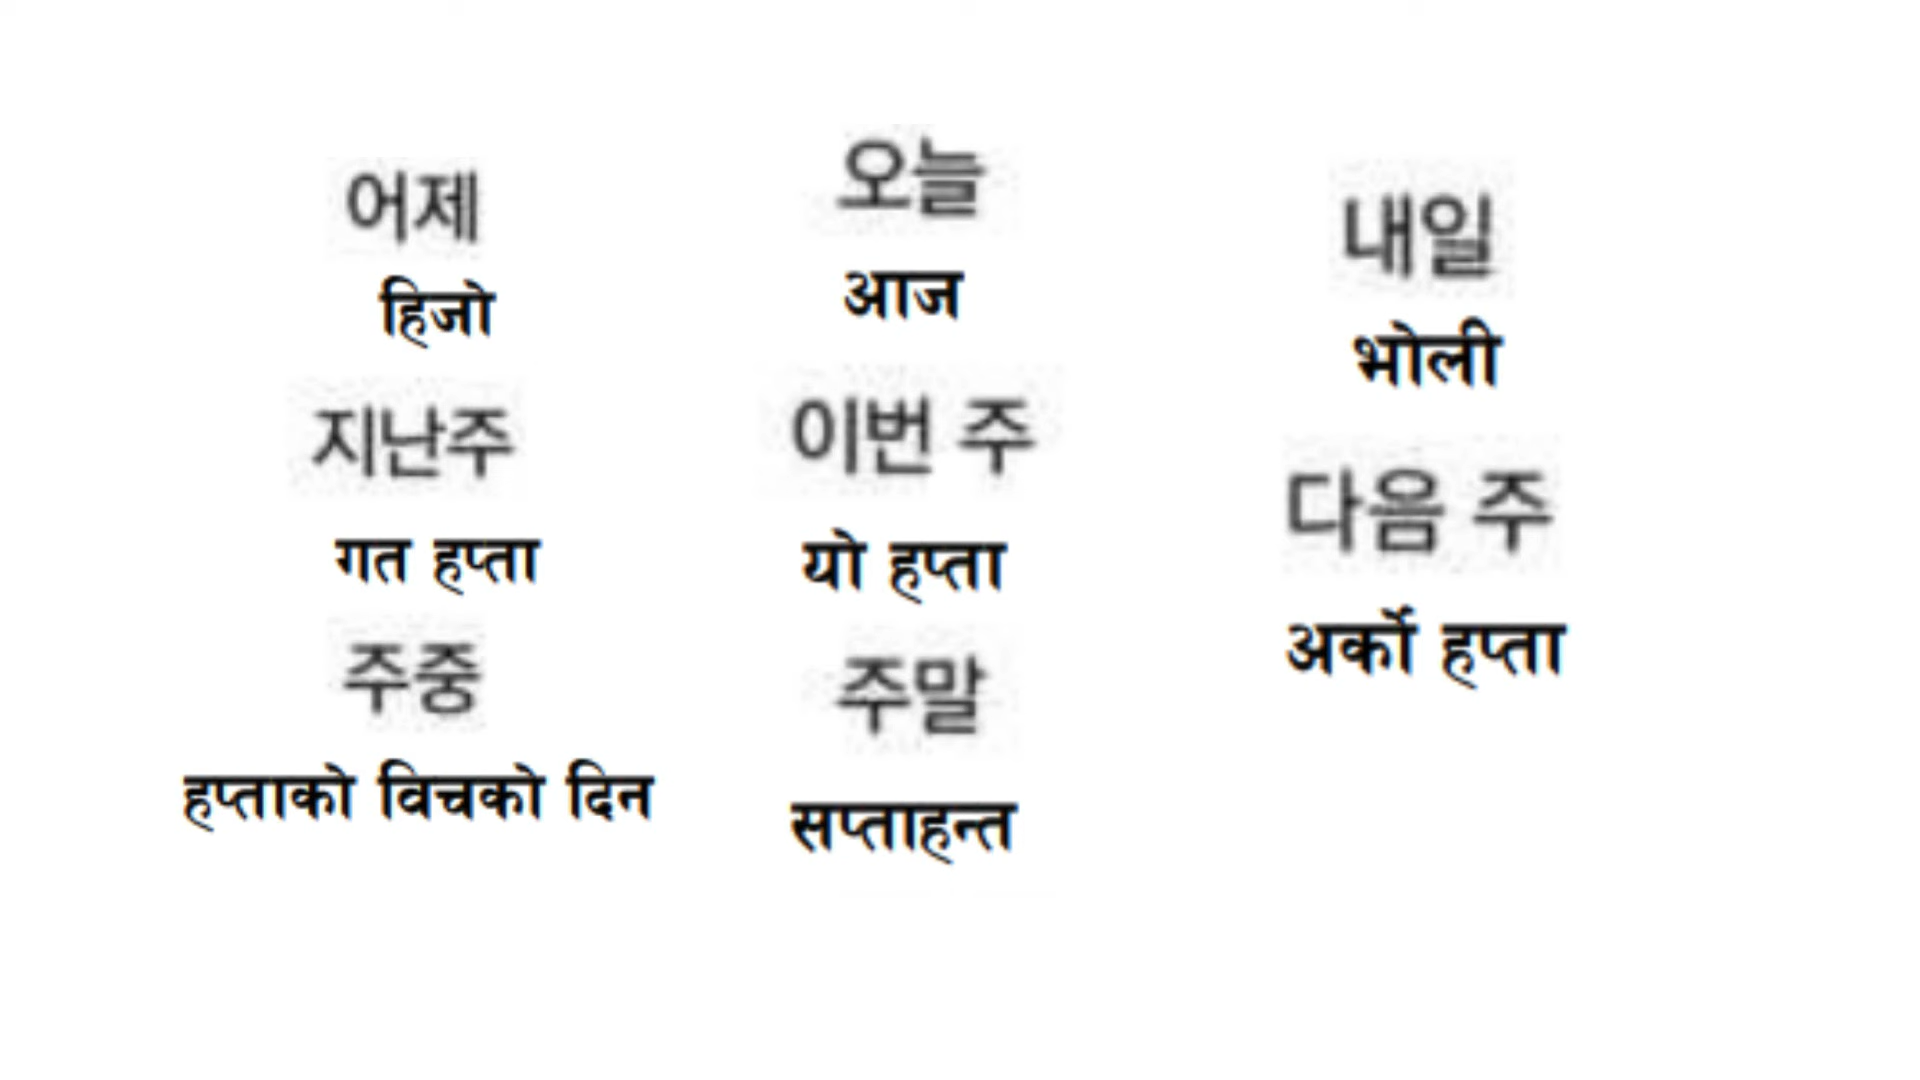 어제
हिजो
오늘
आज
내일
भोली
지난주
गत हप्ता
이번 주
यो हप्ता
다음 주
अर्को हप्ता
주중
हप्ताको विचको दिन
주말
सप्ताहन्त